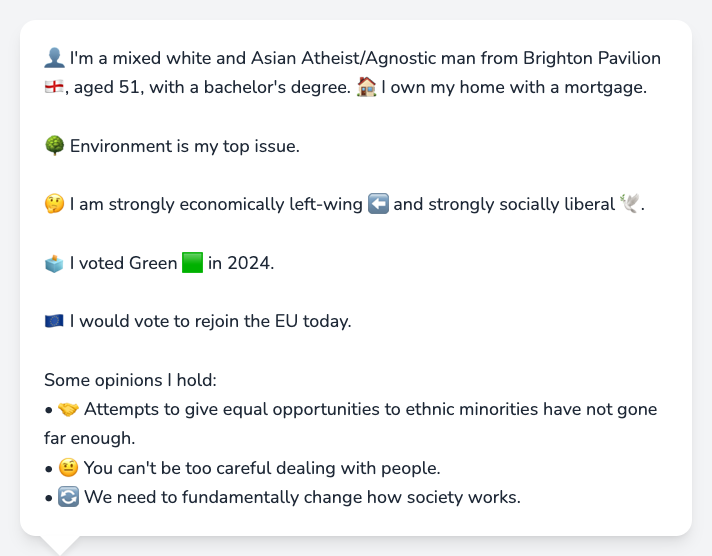 👤 I'm a mixed white and Asian Atheist/Agnostic man from Brighton Pavilion
🏴󠁧󠁢󠁥󠁮󠁧󠁿, aged 51, with a bachelor's degree. 🏠 I own my home with a mortgage.
🌳 Environment is my top issue.
🤔 I am strongly economically left-wing ⬅️ and strongly socially liberal 🕊️.
🗳️ I voted Green 🟩 in 2024.
🇪🇺 I would vote to rejoin the EU today.
Some opinions I hold:
• 🤝 Attempts to give equal opportunities to ethnic minorities have not gone
far enough.
• 🤨 You can't be too careful dealing with people.
• 🔄 We need to fundamentally change how society works.